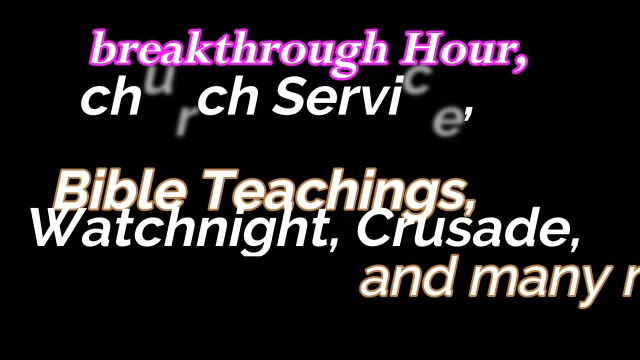 breakthrough Hour,
church Service,
Bible Teachings,
Watchnight, Crusade,
and many